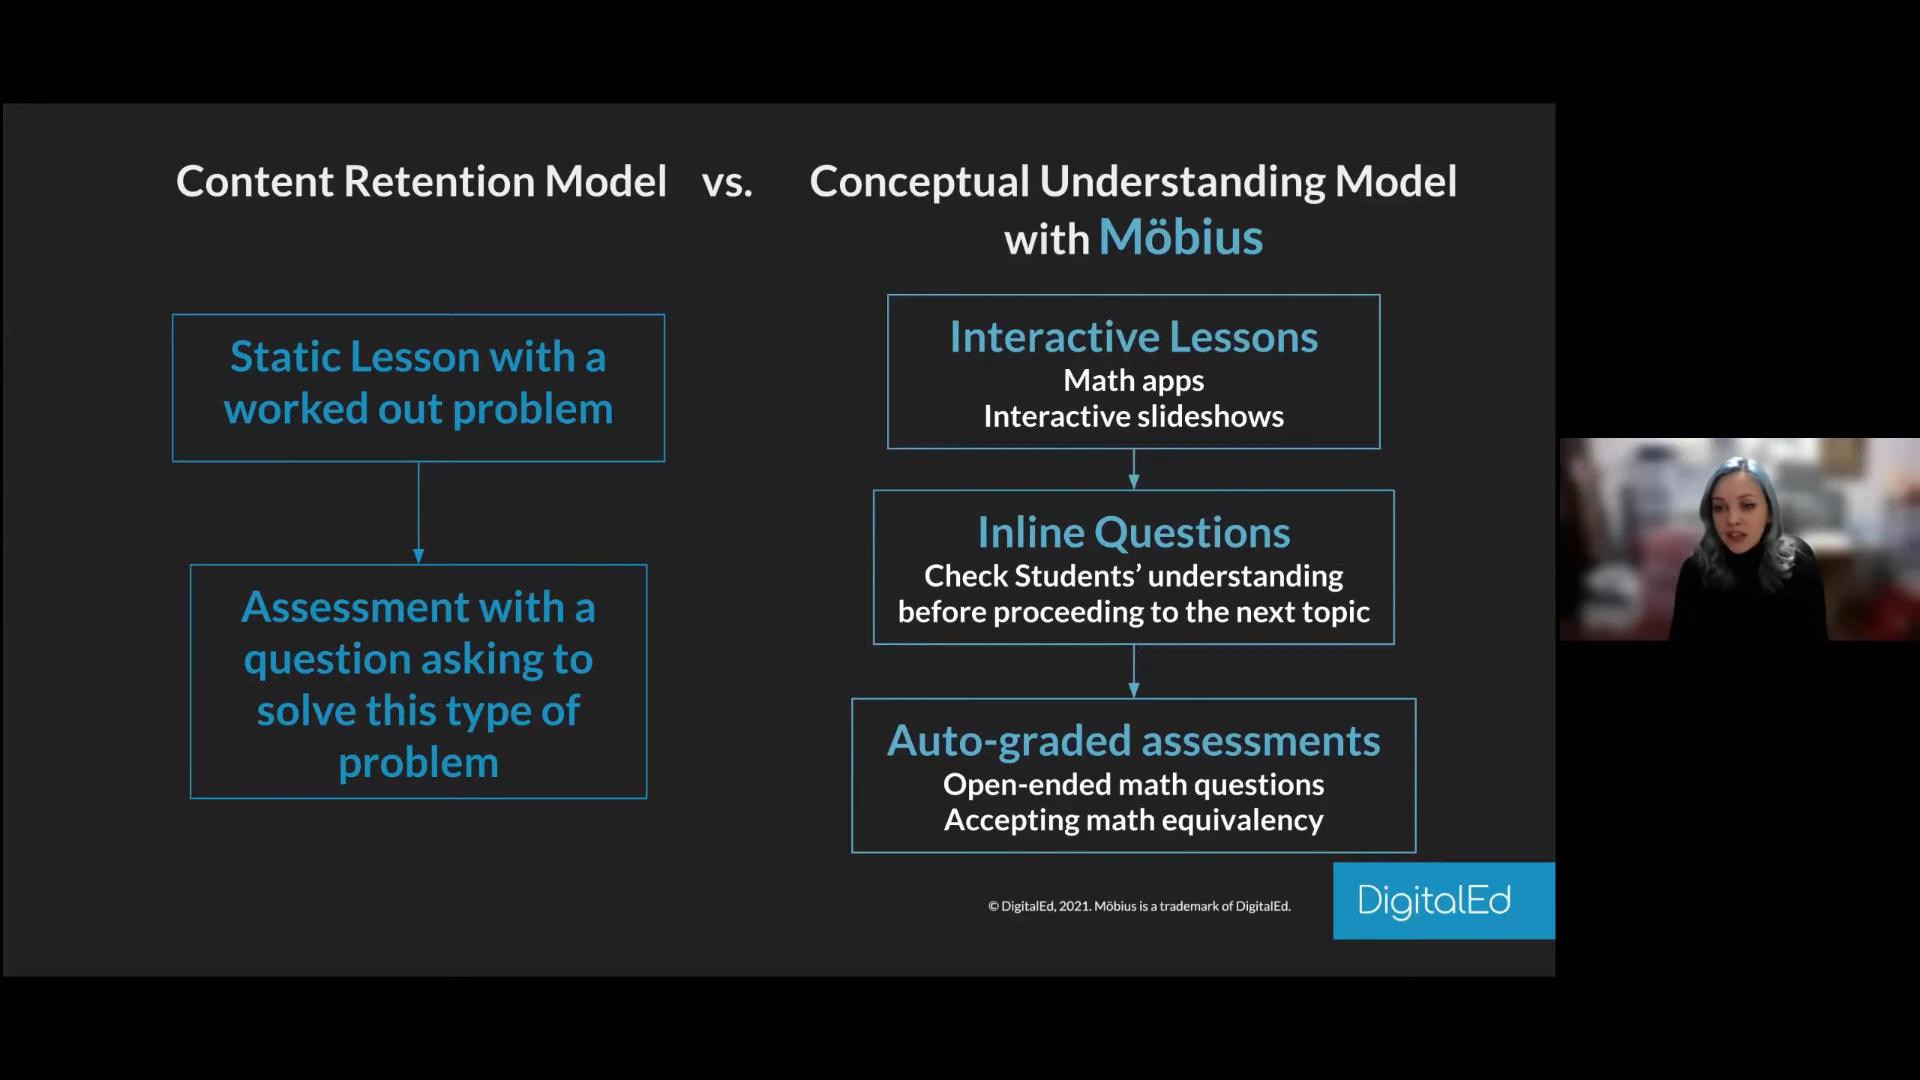 Content Retention Model vs. Conceptual Understanding Model
with Möbius
Static Lesson with a
worked out problem
Assessment with a
question asking to
solve this type of
problem
Interactive Lessons
Math apps
Interactive slideshows
Inline Questions
Check Students’ understanding
before proceeding to the next topic
Auto-graded assessments
Open-ended math questions
Accepting math equivalency
© DigitalEd, 2021. Möbius is a trademark of DigitalEd.
DigitalEd